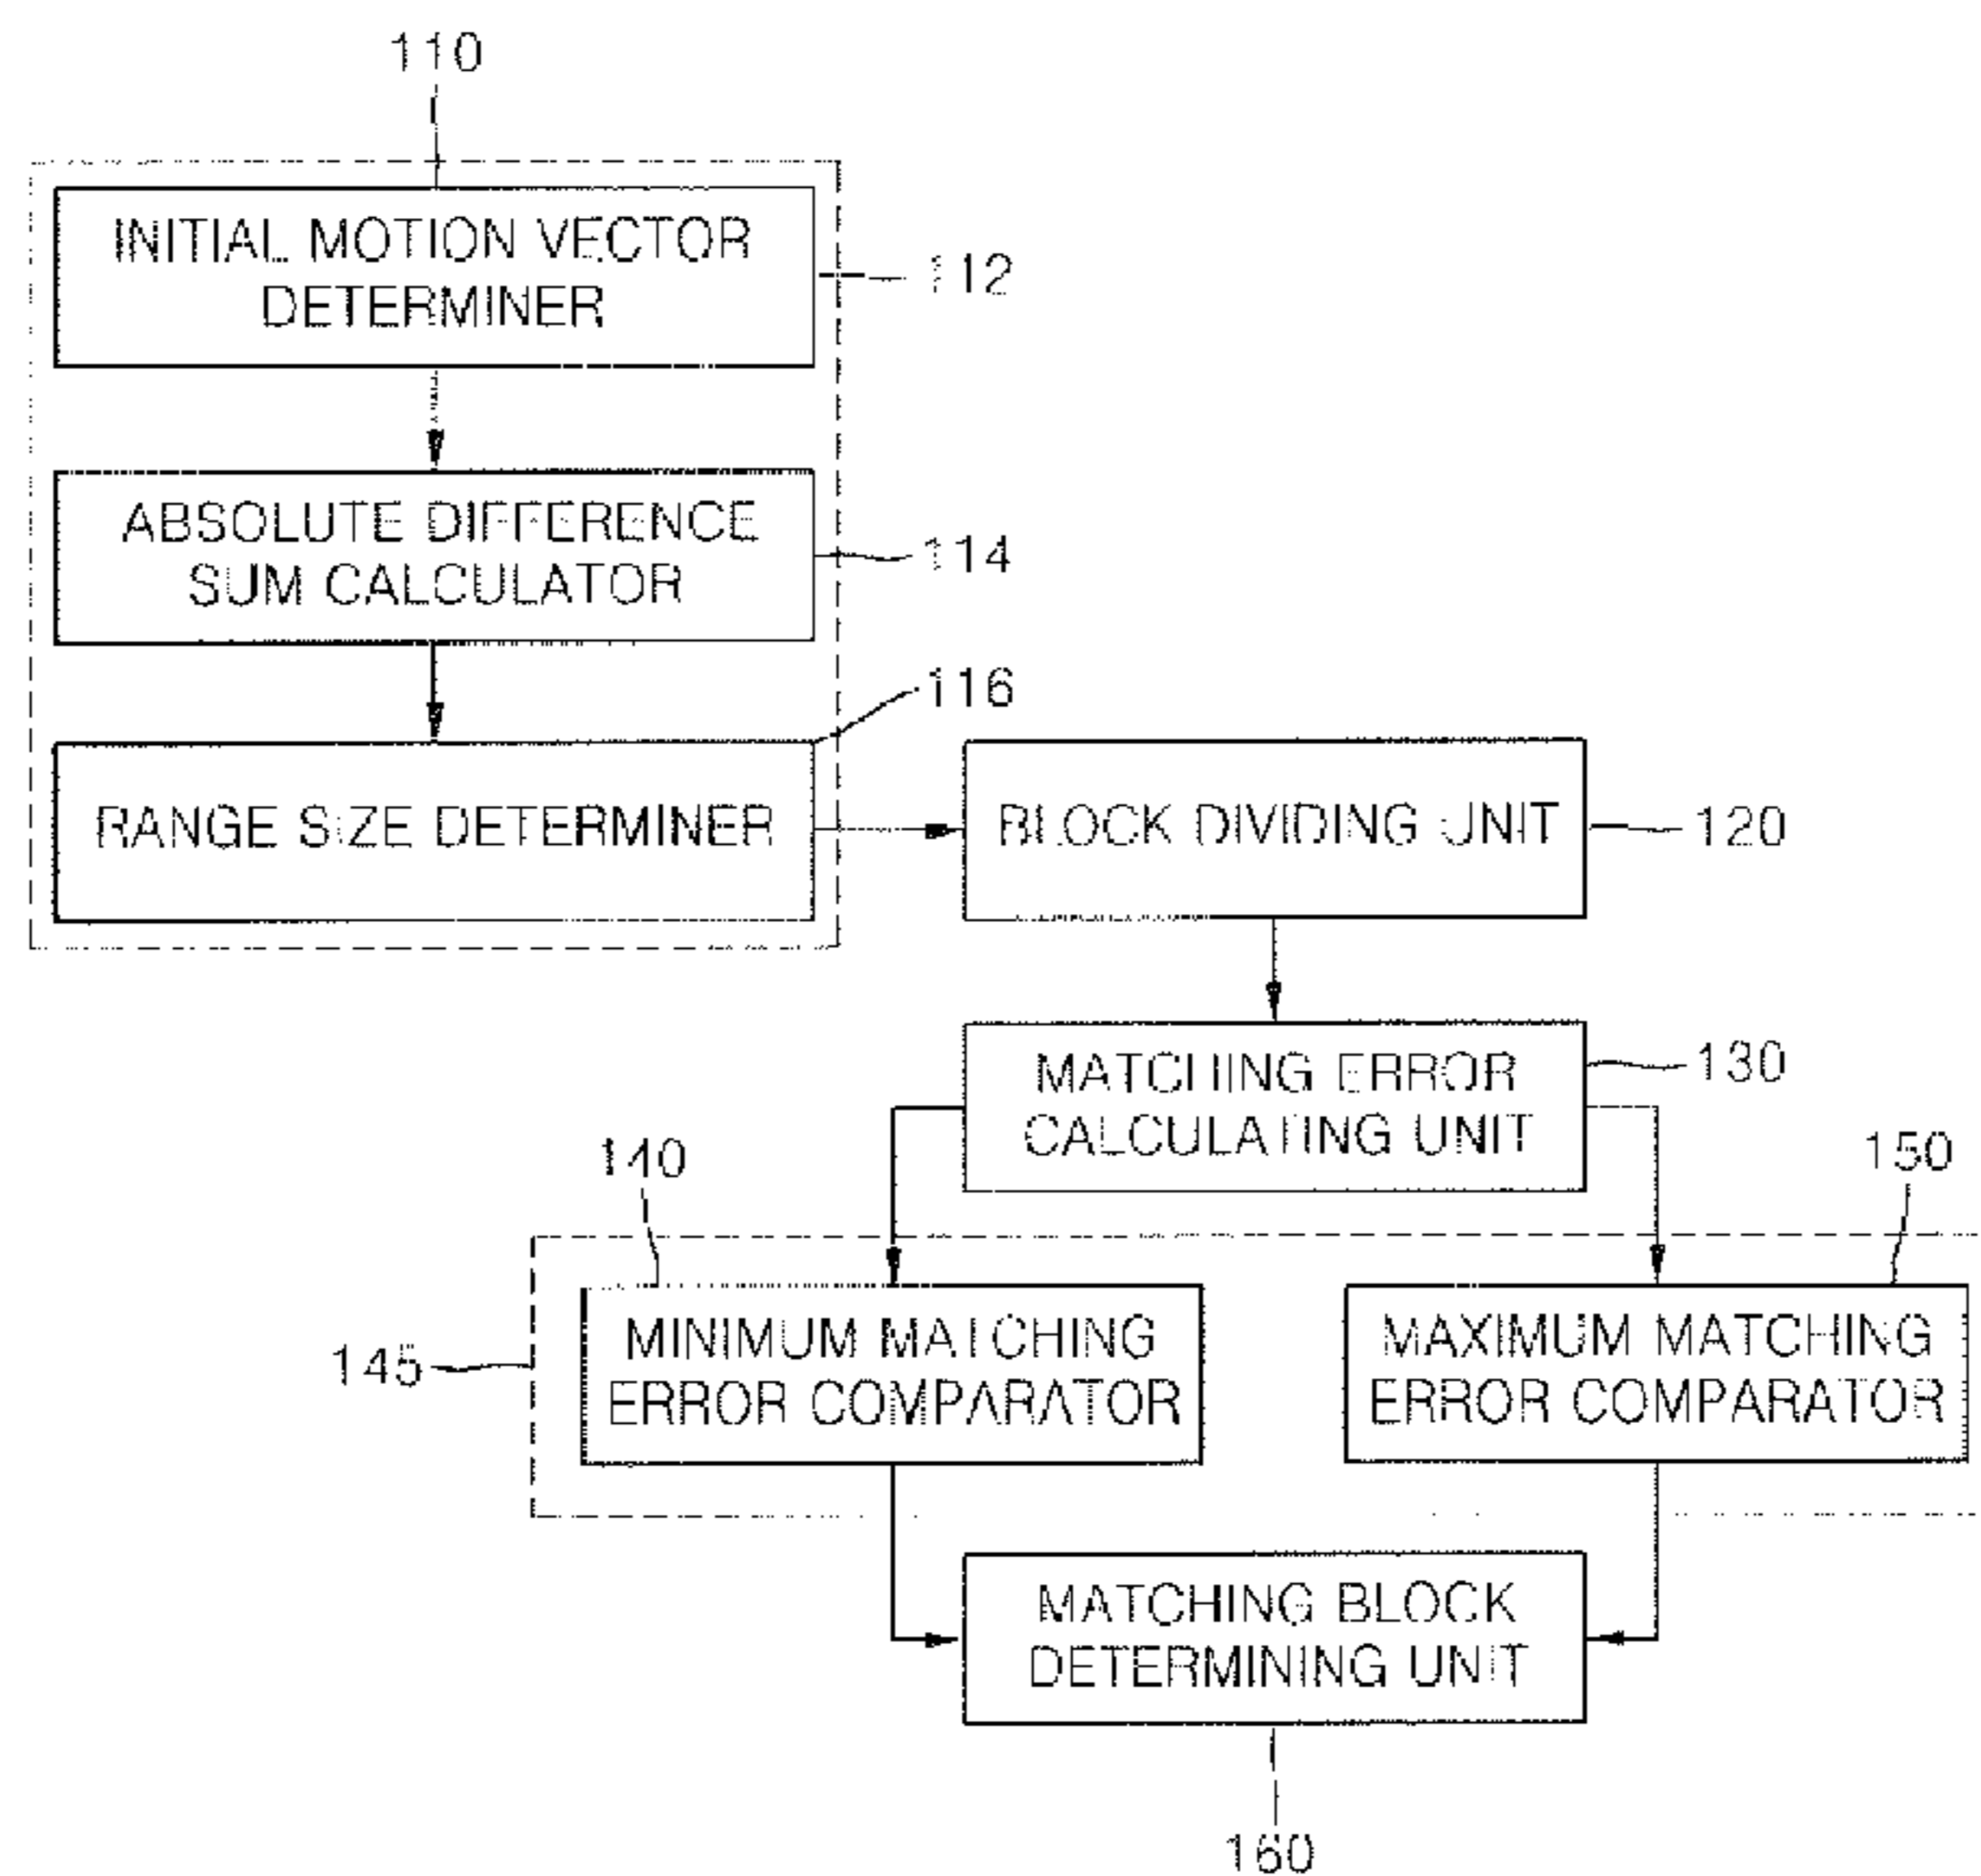 110
INITIAL MOTION VECTOR
DETERMINER
112
ABSOLUTE DIFFERENCE
SUM CALCULATOR
114
116
RANGE SIZE DETERMINER
BLOCK DIVIDING UNIT
120
MATCHING ERROR
CALCULATING UNIT
130
140
150
145
MINIMUM MATCHING
ERROR COMPARATOR
MAXIMUM MATCHING
ERROR COMPARATOR
MATCHING BLOCK
DETERMINING UNIT
160